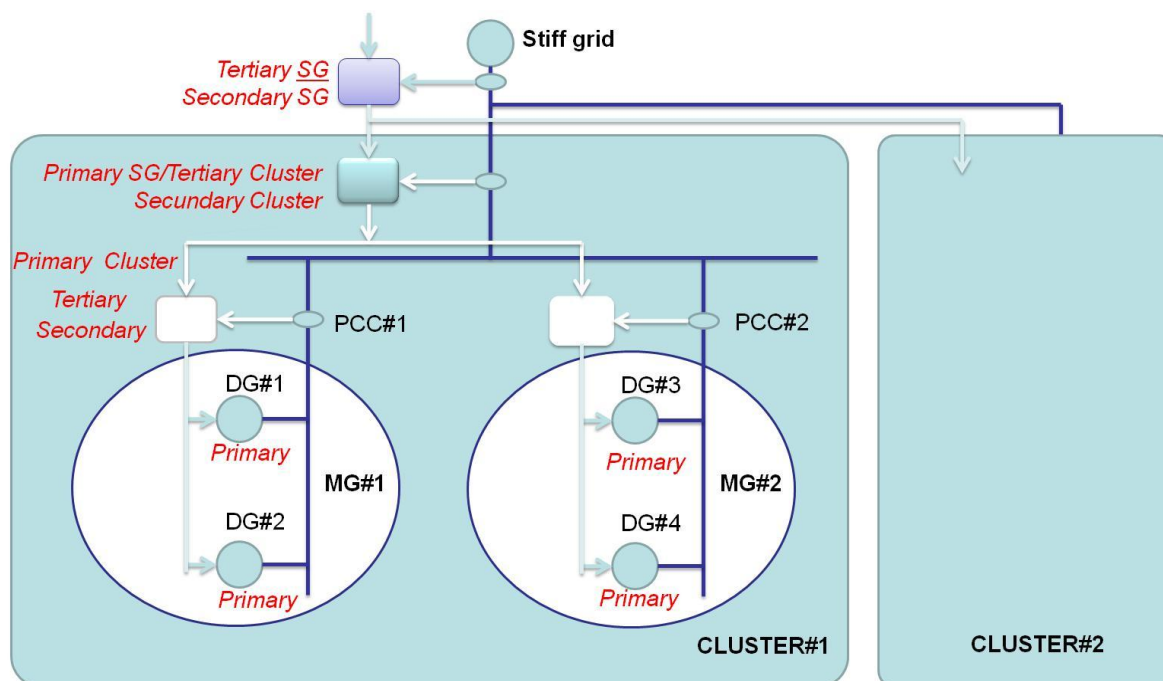 Stiff grid
Tertiary SG
Secondary SG
Primary SG/Tertiary Cluster
Secundary Cluster
Primary Cluster
Tertiary
Secondary
PCC#1
PCC#2
DG#1
Primary
MG#1
DG#2
Primary
DG#3
Primary
MG#2
DG#4
Primary
CLUSTER#1
CLUSTER#2